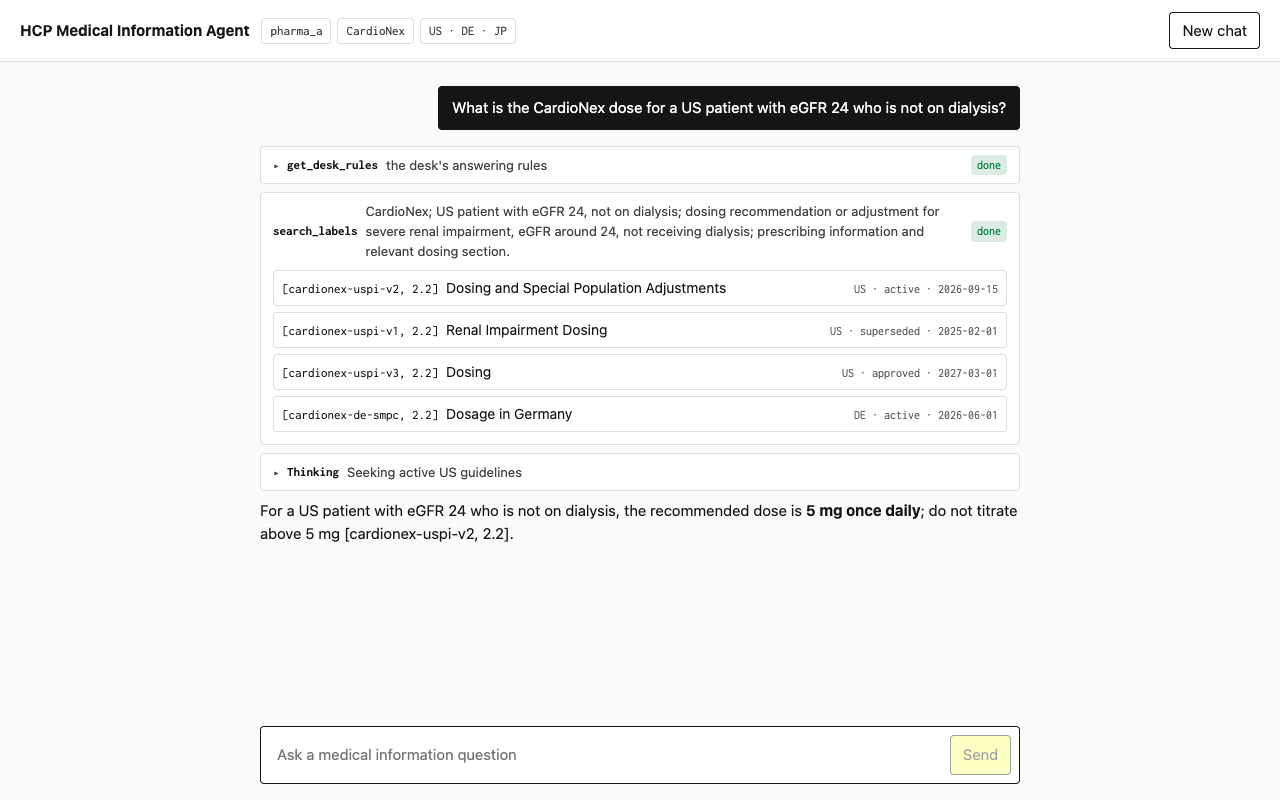 HCP Medical Information Agent pharma_a CardioNex US · DE · JP New chat
What is the CardioNex dose for a US patient with eGFR 24 who is not on dialysis?
▸ get_desk_rules the desk's answering rules done
CardioNex; US patient with eGFR 24, not on dialysis; dosing recommendation or adjustment for
search_labels severe renal impairment, eGFR around 24, not receiving dialysis; prescribing information and done
relevant dosing section.
[cardionex-uspi-v2, 2.2] Dosing and Special Population Adjustments US · active · 2026-09-15
[cardionex-uspi-v1, 2.2] Renal Impairment Dosing US · superseded · 2025-02-01
[cardionex-uspi-v3, 2.2] Dosing US · approved · 2027-03-01
[cardionex-de-smpc, 2.2] Dosage in Germany DE · active · 2026-06-01
▸ Thinking Seeking active US guidelines
For a US patient with eGFR 24 who is not on dialysis, the recommended dose is 5 mg once daily; do not titrate
above 5 mg [cardionex-uspi-v2, 2.2].
Ask a medical information question Send